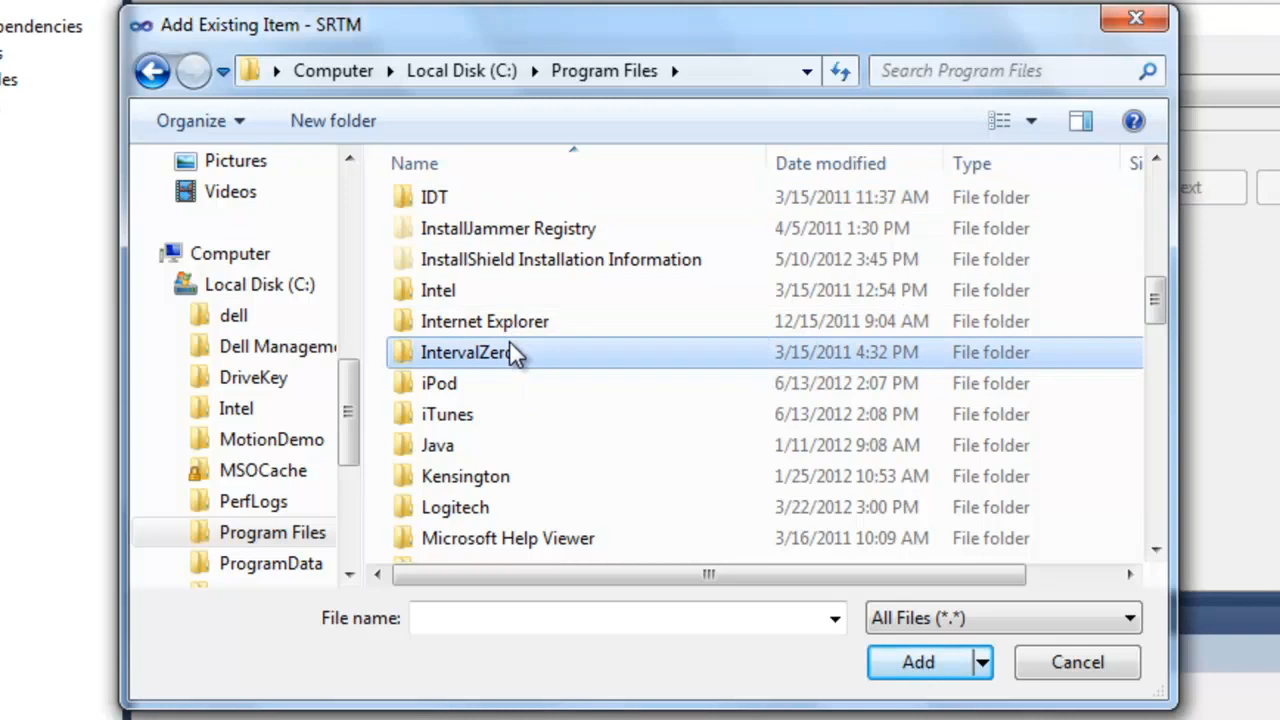 Add Existing Item - SRTM
pendencies
s
les
Computer Local Disk (C:) Program Files
Search Program Files
Organize New folder
Name Date modified Type Si
Pictures
Videos
Computer
Local Disk (C:)
dell
Dell Managem
DriveKey
Intel
MotionDemo
MSOCache
PerfLogs
Program Files
ProgramData
IDT 3/15/2011 11:37 AM File folder
InstallJammer Registry 4/5/2011 1:30 PM File folder
InstallShield Installation Information 5/10/2012 3:45 PM File folder
Intel 3/15/2011 12:54 PM File folder
Internet Explorer 12/15/2011 9:04 AM File folder
IntervalZero 3/15/2011 4:32 PM File folder
iPod 6/13/2012 2:07 PM File folder
iTunes 6/13/2012 2:08 PM File folder
Java 1/11/2012 9:08 AM File folder
Kensington 1/25/2012 10:53 AM File folder
Logitech 3/22/2012 3:00 PM File folder
Microsoft Help Viewer 3/16/2011 10:09 AM File folder
ext
File name:
All Files (*.*)
Add
Cancel